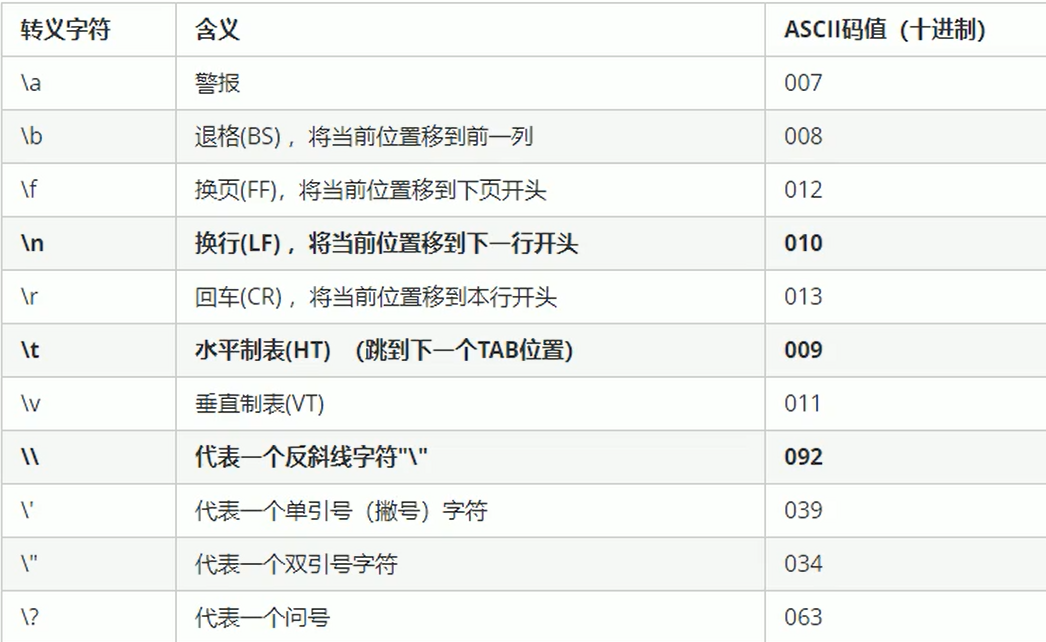 转义字符 含义 ASCII码值（十进制）
\a 警报 007
\b 退格(BS) ，将当前位置移到前一列 008
\f 换页(FF)，将当前位置移到下页开头 012
\n 换行(LF) ，将当前位置移到下一行开头 010
\r 回车(CR) ，将当前位置移到本行开头 013
\t 水平制表(HT) （跳到下一个TAB位置） 009
\v 垂直制表(VT) 011
\\ 代表一个反斜线字符"\" 092
\' 代表一个单引号（撇号）字符 039
\" 代表一个双引号字符 034
\? 代表一个问号 063